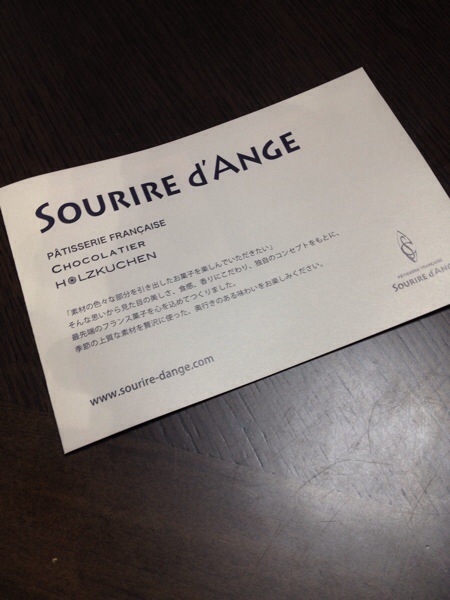 SOURIRE d'ANGE
PÂTISSERIE FRANÇAISE
CHOCOLATIER
HOLZKUCHEN
「素材の色々な部分を引き出したお菓子を楽しんでいただきたい」
そんな思いから見た目の美しさ、食感、香りにこだわり、独自のコンセプトをもとに、
最先端のフランス菓子を心を込めてつくりました。
季節の上質な素材を贅沢に使った、奥行きのある味わいをお楽しみください。
www.sourire-dange.com
PÂTISSERIE FRANÇAISE
SOURIRE d'ANGE